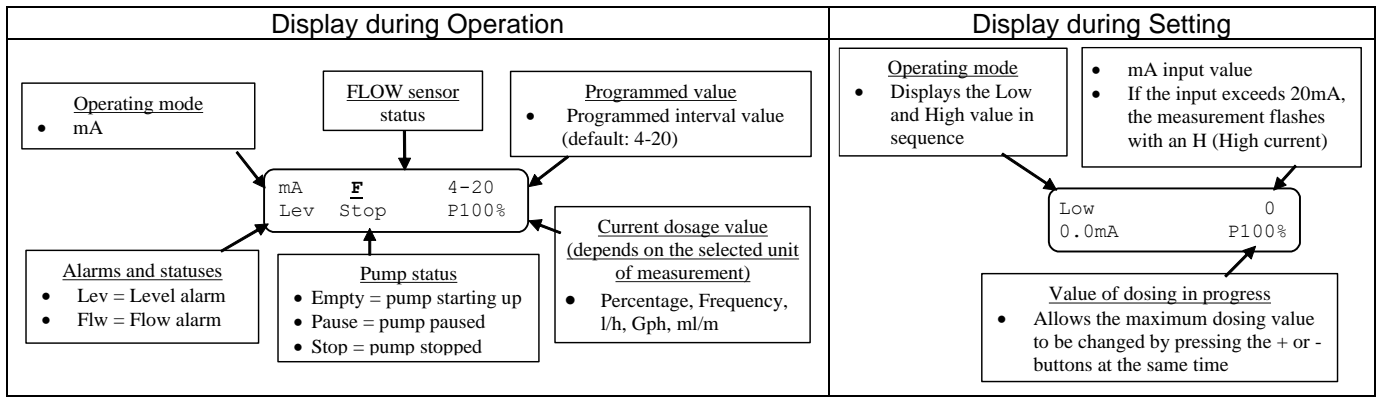 Display during Operation
Operating mode
• mA
FLOW sensor
status
Programmed value
• Programmed interval value
(default: 4-20)
mA F 4-20
Lev Stop P100%
Alarms and statuses
• Lev = Level alarm
• Flw = Flow alarm
Pump status
• Empty = pump starting up
• Pause = pump paused
• Stop = pump stopped
Current dosage value
(depends on the selected unit
of measurement)
• Percentage, Frequency,
l/h, Gph, ml/m
Display during Setting
Operating mode
• Displays the Low
and High value in
sequence
• mA input value
• If the input exceeds 20mA,
the measurement flashes
with an H (High current)
Low 0
0.0mA P100%
Value of dosing in progress
• Allows the maximum dosing value
to be changed by pressing the + or -
buttons at the same time